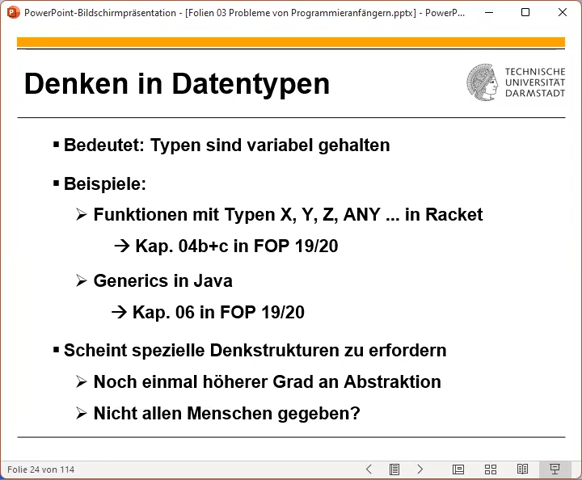 PowerPoint-Bildschirmpräsentation - [Folien 03 Probleme von Programmieranfängern.pptx] - PowerP...
Denken in Datentypen
TECHNISCHE
UNIVERSITÄT
DARMSTADT
▪ Bedeutet: Typen sind variabel gehalten
▪ Beispiele:
➢ Funktionen mit Typen X, Y, Z, ANY ... in Racket
→ Kap. 04b+c in FOP 19/20
➢ Generics in Java
→ Kap. 06 in FOP 19/20
▪ Scheint spezielle Denkstrukturen zu erfordern
➢ Noch einmal höherer Grad an Abstraktion
➢ Nicht allen Menschen gegeben?
Folie 24 von 114